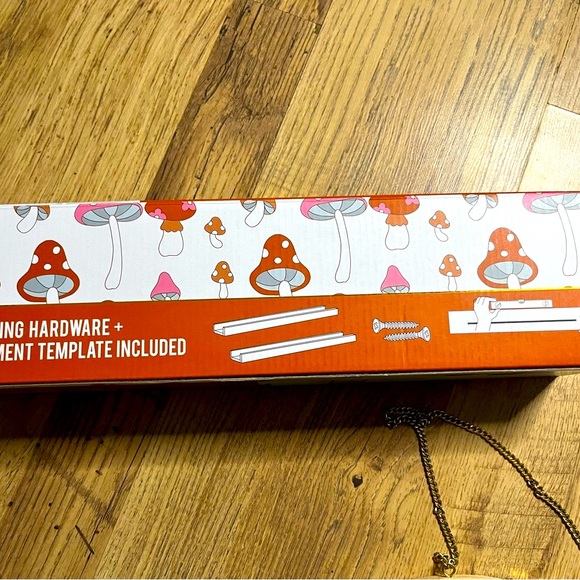 ING HARDWARE +
MENT TEMPLATE INCLUDED